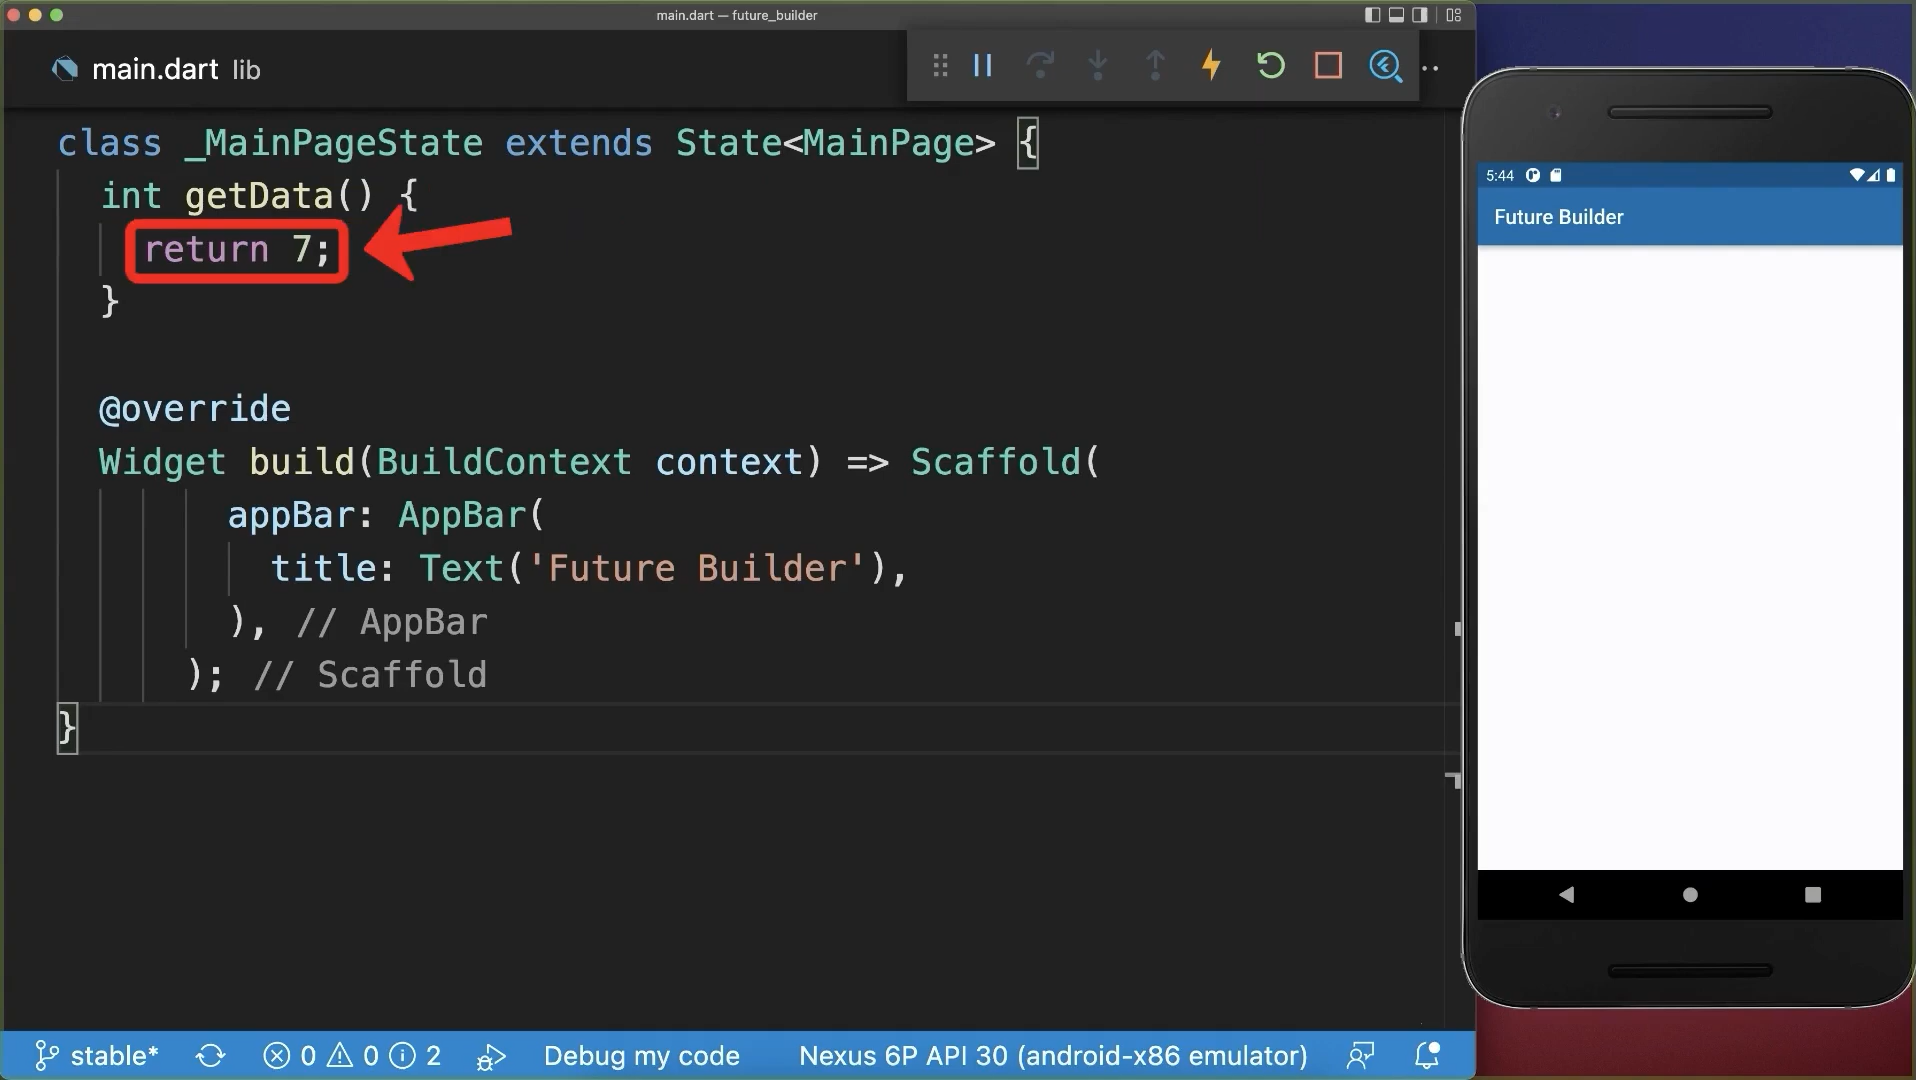 main.dart — future_builder
main.dart lib
class _MainPageState extends State<MainPage> {
int getData() {
return 7;
}
@override
Widget build(BuildContext context) => Scaffold(
appBar: AppBar(
title: Text('Future Builder'),
), // AppBar
); // Scaffold
}
stable* 0 0 2 Debug my code Nexus 6P API 30 (android-x86 emulator)
5:44
Future Builder